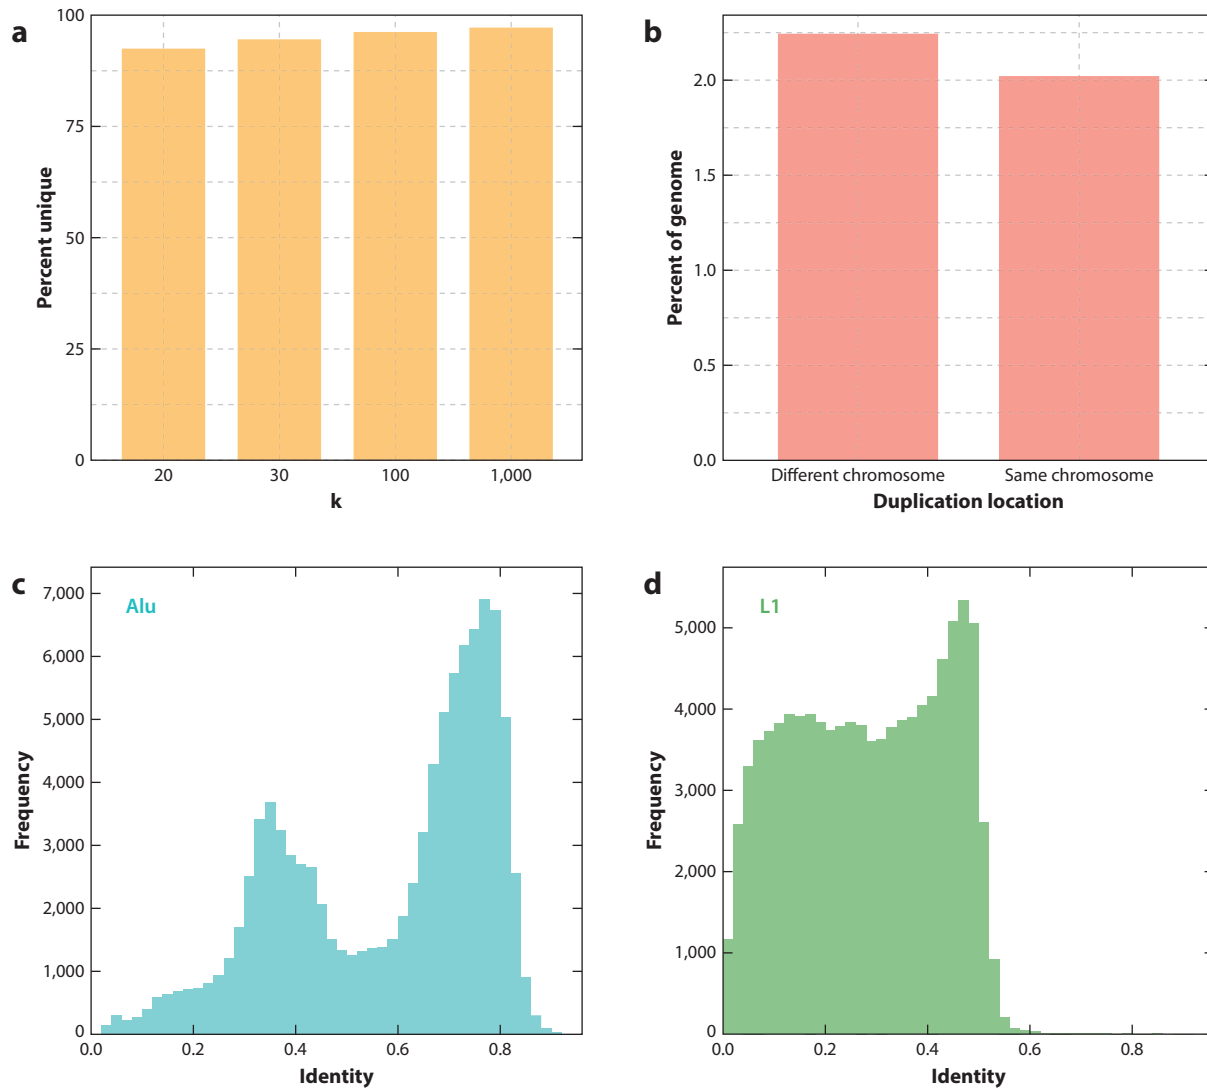 a
100
75
50
25
0
Percent unique
20 30 100 1,000
k
b
2.0
1.5
1.0
0.5
0.0
Percent of genome
Different chromosome Same chromosome
Duplication location
c
Alu
7,000
6,000
5,000
4,000
3,000
2,000
1,000
0
Frequency
0.0 0.2 0.4 0.6 0.8
Identity
d
L1
5,000
4,000
3,000
2,000
1,000
0
Frequency
0.0 0.2 0.4 0.6 0.8
Identity